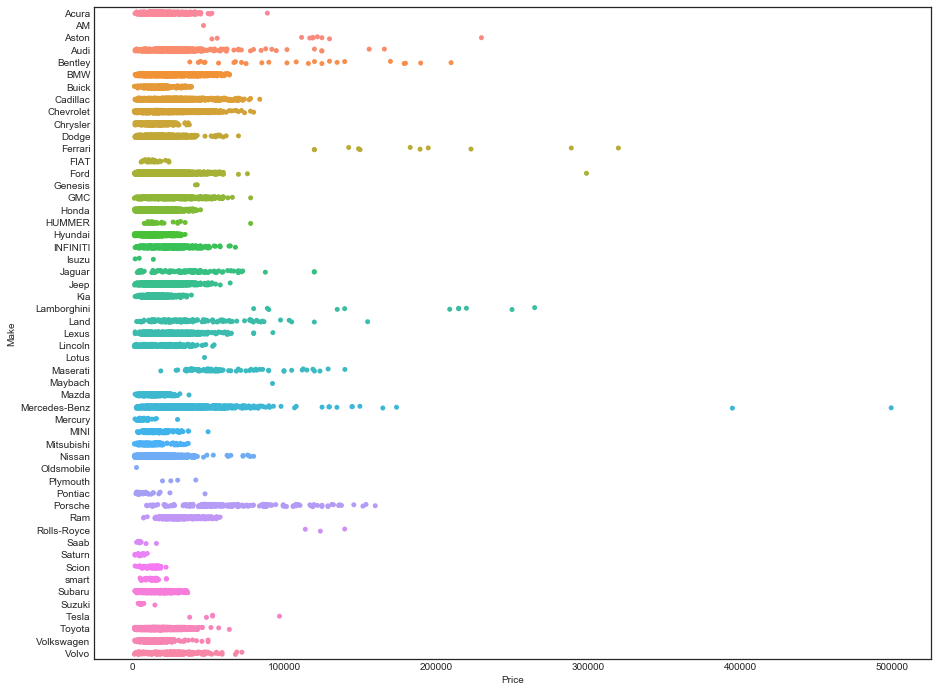 Acura
AM
Aston
Audi
Bentley
BMW
Buick
Cadillac
Chevrolet
Chrysler
Dodge
Ferrari
FIAT
Ford
Genesis
GMC
Honda
HUMMER
Hyundai
INFINITI
Isuzu
Jaguar
Jeep
Kia
Lamborghini
Land
Lexus
Lincoln
Lotus
Maserati
Maybach
Mazda
Mercedes-Benz
Mercury
MINI
Mitsubishi
Nissan
Oldsmobile
Plymouth
Pontiac
Porsche
Ram
Rolls-Royce
Saab
Saturn
Scion
smart
Subaru
Suzuki
Tesla
Toyota
Volkswagen
Volvo
Make
0 100000 200000 300000 400000 500000
Price